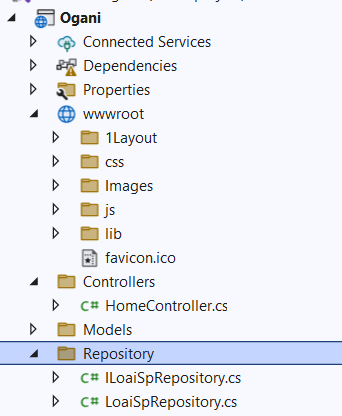 Ogani
Connected Services
Dependencies
Properties
wwwroot
1Layout
css
Images
js
lib
favicon.ico
Controllers
C# HomeController.cs
Models
Repository
C# ILoaiSpRepository.cs
C# LoaiSpRepository.cs